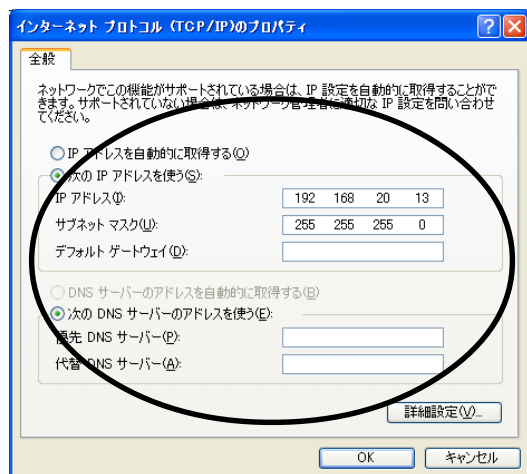 インターネット プロトコル (TCP/IP)のプロパティ
全般
ネットワークでこの機能がサポートされている場合は、IP 設定を自動的に取得することがで
きます。サポートされていない場合は、ネットワーク管理者に適切な IP 設定を問い合わせ
てください。
IP アドレスを自動的に取得する(O)
次の IP アドレスを使う(S):
IP アドレス(I): 192 168 20 13
サブネット マスク(U): 255 255 255 0
デフォルト ゲートウェイ(D):
DNS サーバーのアドレスを自動的に取得する(B)
次の DNS サーバーのアドレスを使う(E):
優先 DNS サーバー(P):
代替 DNS サーバー(A):
詳細設定(V)...
OK キャンセル